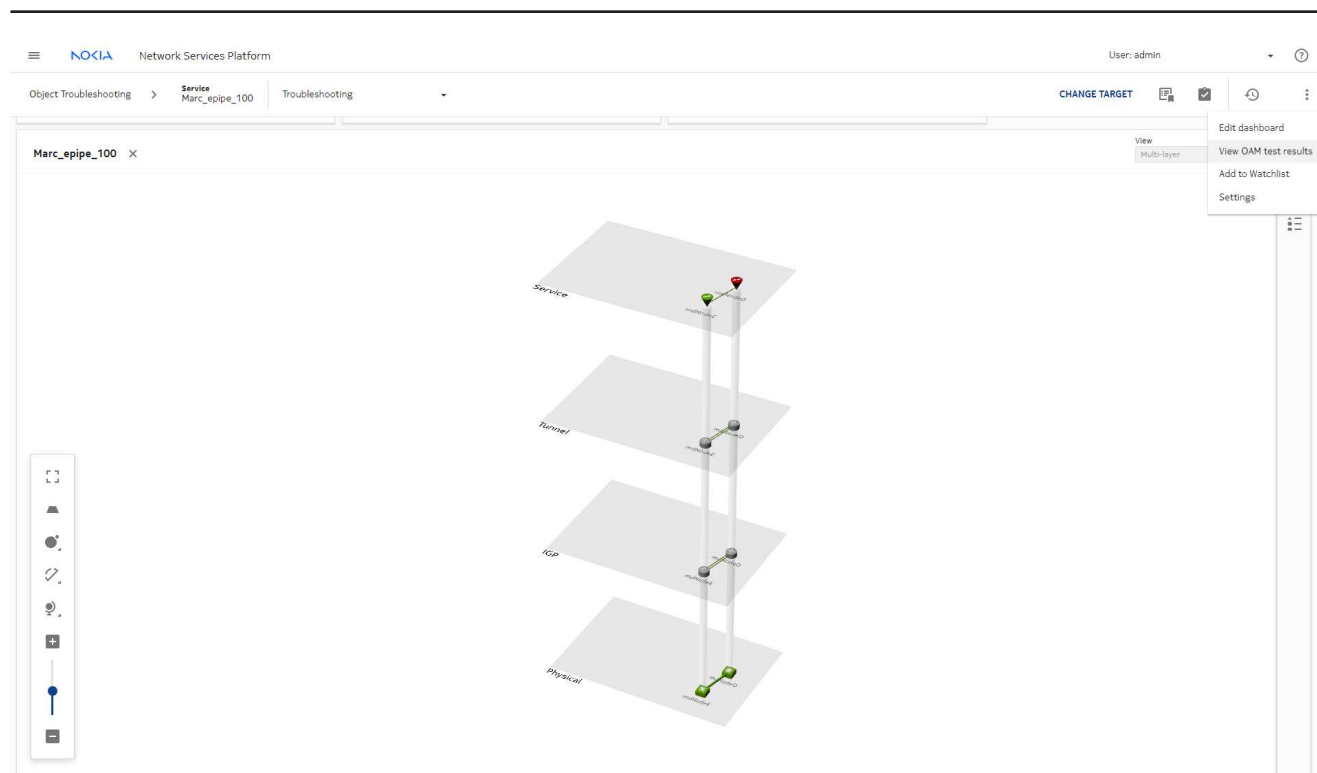 NOKIA Network Services Platform User: admin
Object Troubleshooting > Service Marc_epipe_100 Troubleshooting CHANGE TARGET
Edit dashboard
View OAM test results
Add to Watchlist
Settings
Marc_epipe_100 ×
View
Multi-layer
Service
Tunnel
IGP
Physical